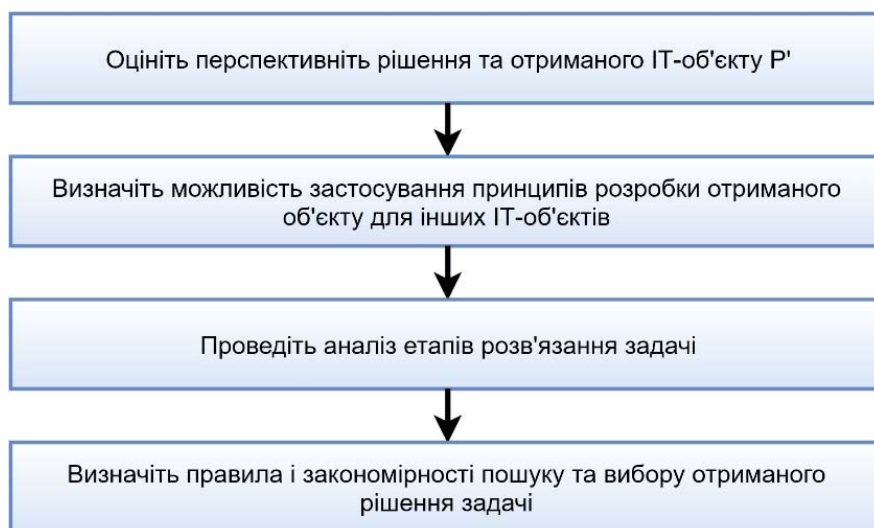 Оцініть перспективніть рішення та отриманого ІТ-об'єкту Р'
Визначіть можливість застосування принципів розробки отриманого
об'єкту для інших ІТ-об'єктів
Проведіть аналіз етапів розв'язання задачі
Визначіть правила і закономірності пошуку та вибору отриманого
рішення задачі